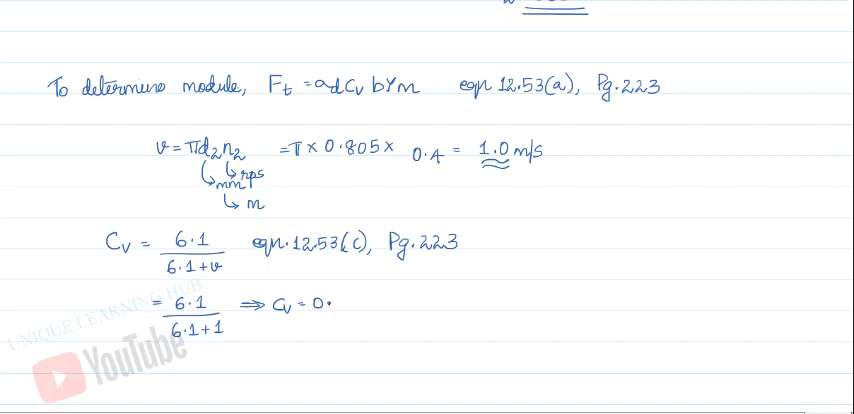 To determine module, Ft = σd Cv b Y m eqn 12.53(a), Pg.223
v = πd2n2 = π × 0.805 × 0.4 = 1.0 m/s
↳ rps
↳ mm
↳ m
Cv = 6.1 / 6.1+v eqn.12.53(c), Pg.223
= 6.1 / 6.1+1 ⟹ Cv = 0.
UNIQUE LEARNING HUB
YouTube